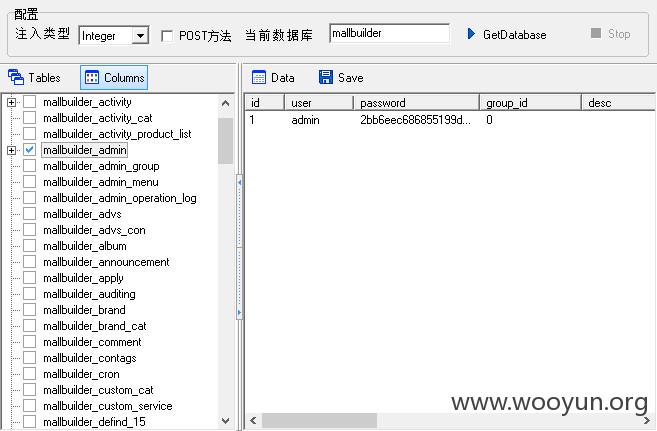 配置
注入类型 Integer POST方法 当前数据库 mallbuilder GetDatabase Stop
Tables Columns Data Save
mallbuilder_activity
mallbuilder_activity_cat
mallbuilder_activity_product_list
mallbuilder_admin
mallbuilder_admin_group
mallbuilder_admin_menu
mallbuilder_admin_operation_log
mallbuilder_advs
mallbuilder_advs_con
mallbuilder_album
mallbuilder_announcement
mallbuilder_apply
mallbuilder_auditing
mallbuilder_brand
mallbuilder_brand_cat
mallbuilder_comment
mallbuilder_contags
mallbuilder_cron
mallbuilder_custom_cat
mallbuilder_custom_service
mallbuilder_defind_15
id user password group_id desc
1 admin 2bb6eec686855199d... 0
www.wooyun.org